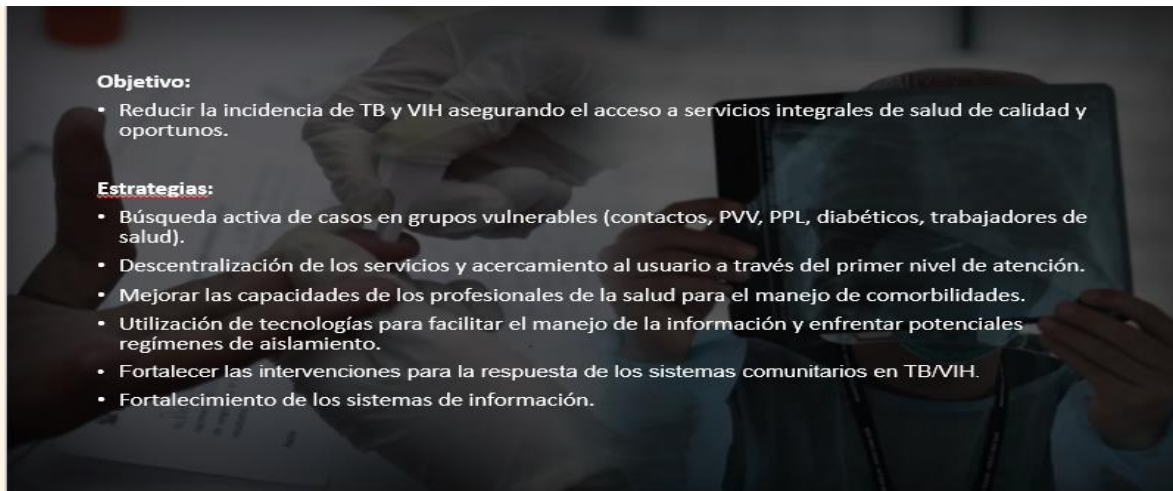 Objetivo:
• Reducir la incidencia de TB y VIH asegurando el acceso a servicios integrales de salud de calidad y
oportunos.
Estrategias:
• Búsqueda activa de casos en grupos vulnerables (contactos, PVV, PPL, diabéticos, trabajadores de
salud).
• Descentralización de los servicios y acercamiento al usuario a través del primer nivel de atención.
• Mejorar las capacidades de los profesionales de la salud para el manejo de comorbilidades.
• Utilización de tecnologías para facilitar el manejo de la información y enfrentar potenciales
regímenes de aislamiento.
• Fortalecer las intervenciones para la respuesta de los sistemas comunitarios en TB/VIH.
• Fortalecimiento de los sistemas de información.